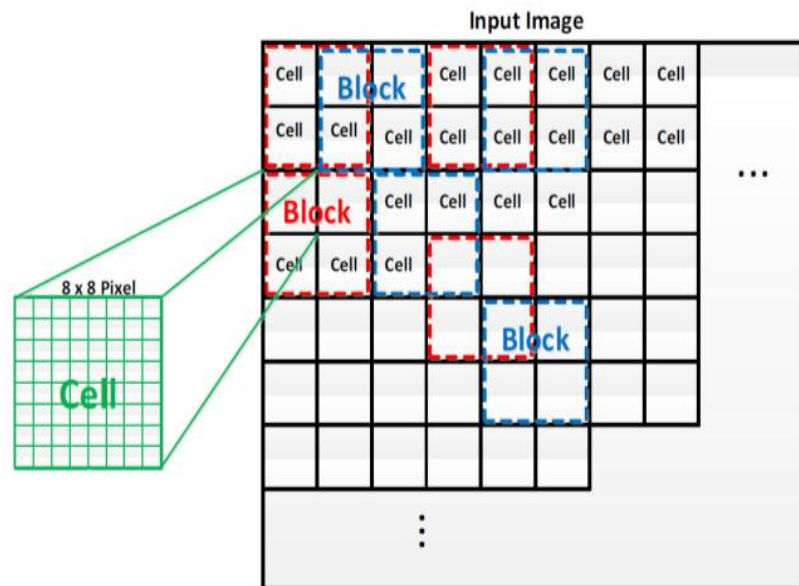 Input Image
Cell Block Cell Cell Cell Cell Cell
Cell Cell Cell Cell Cell Cell Cell Cell
...
Block Cell Cell Cell Cell
Cell Cell Cell
8 x 8 Pixel
Block
Cell
⋮